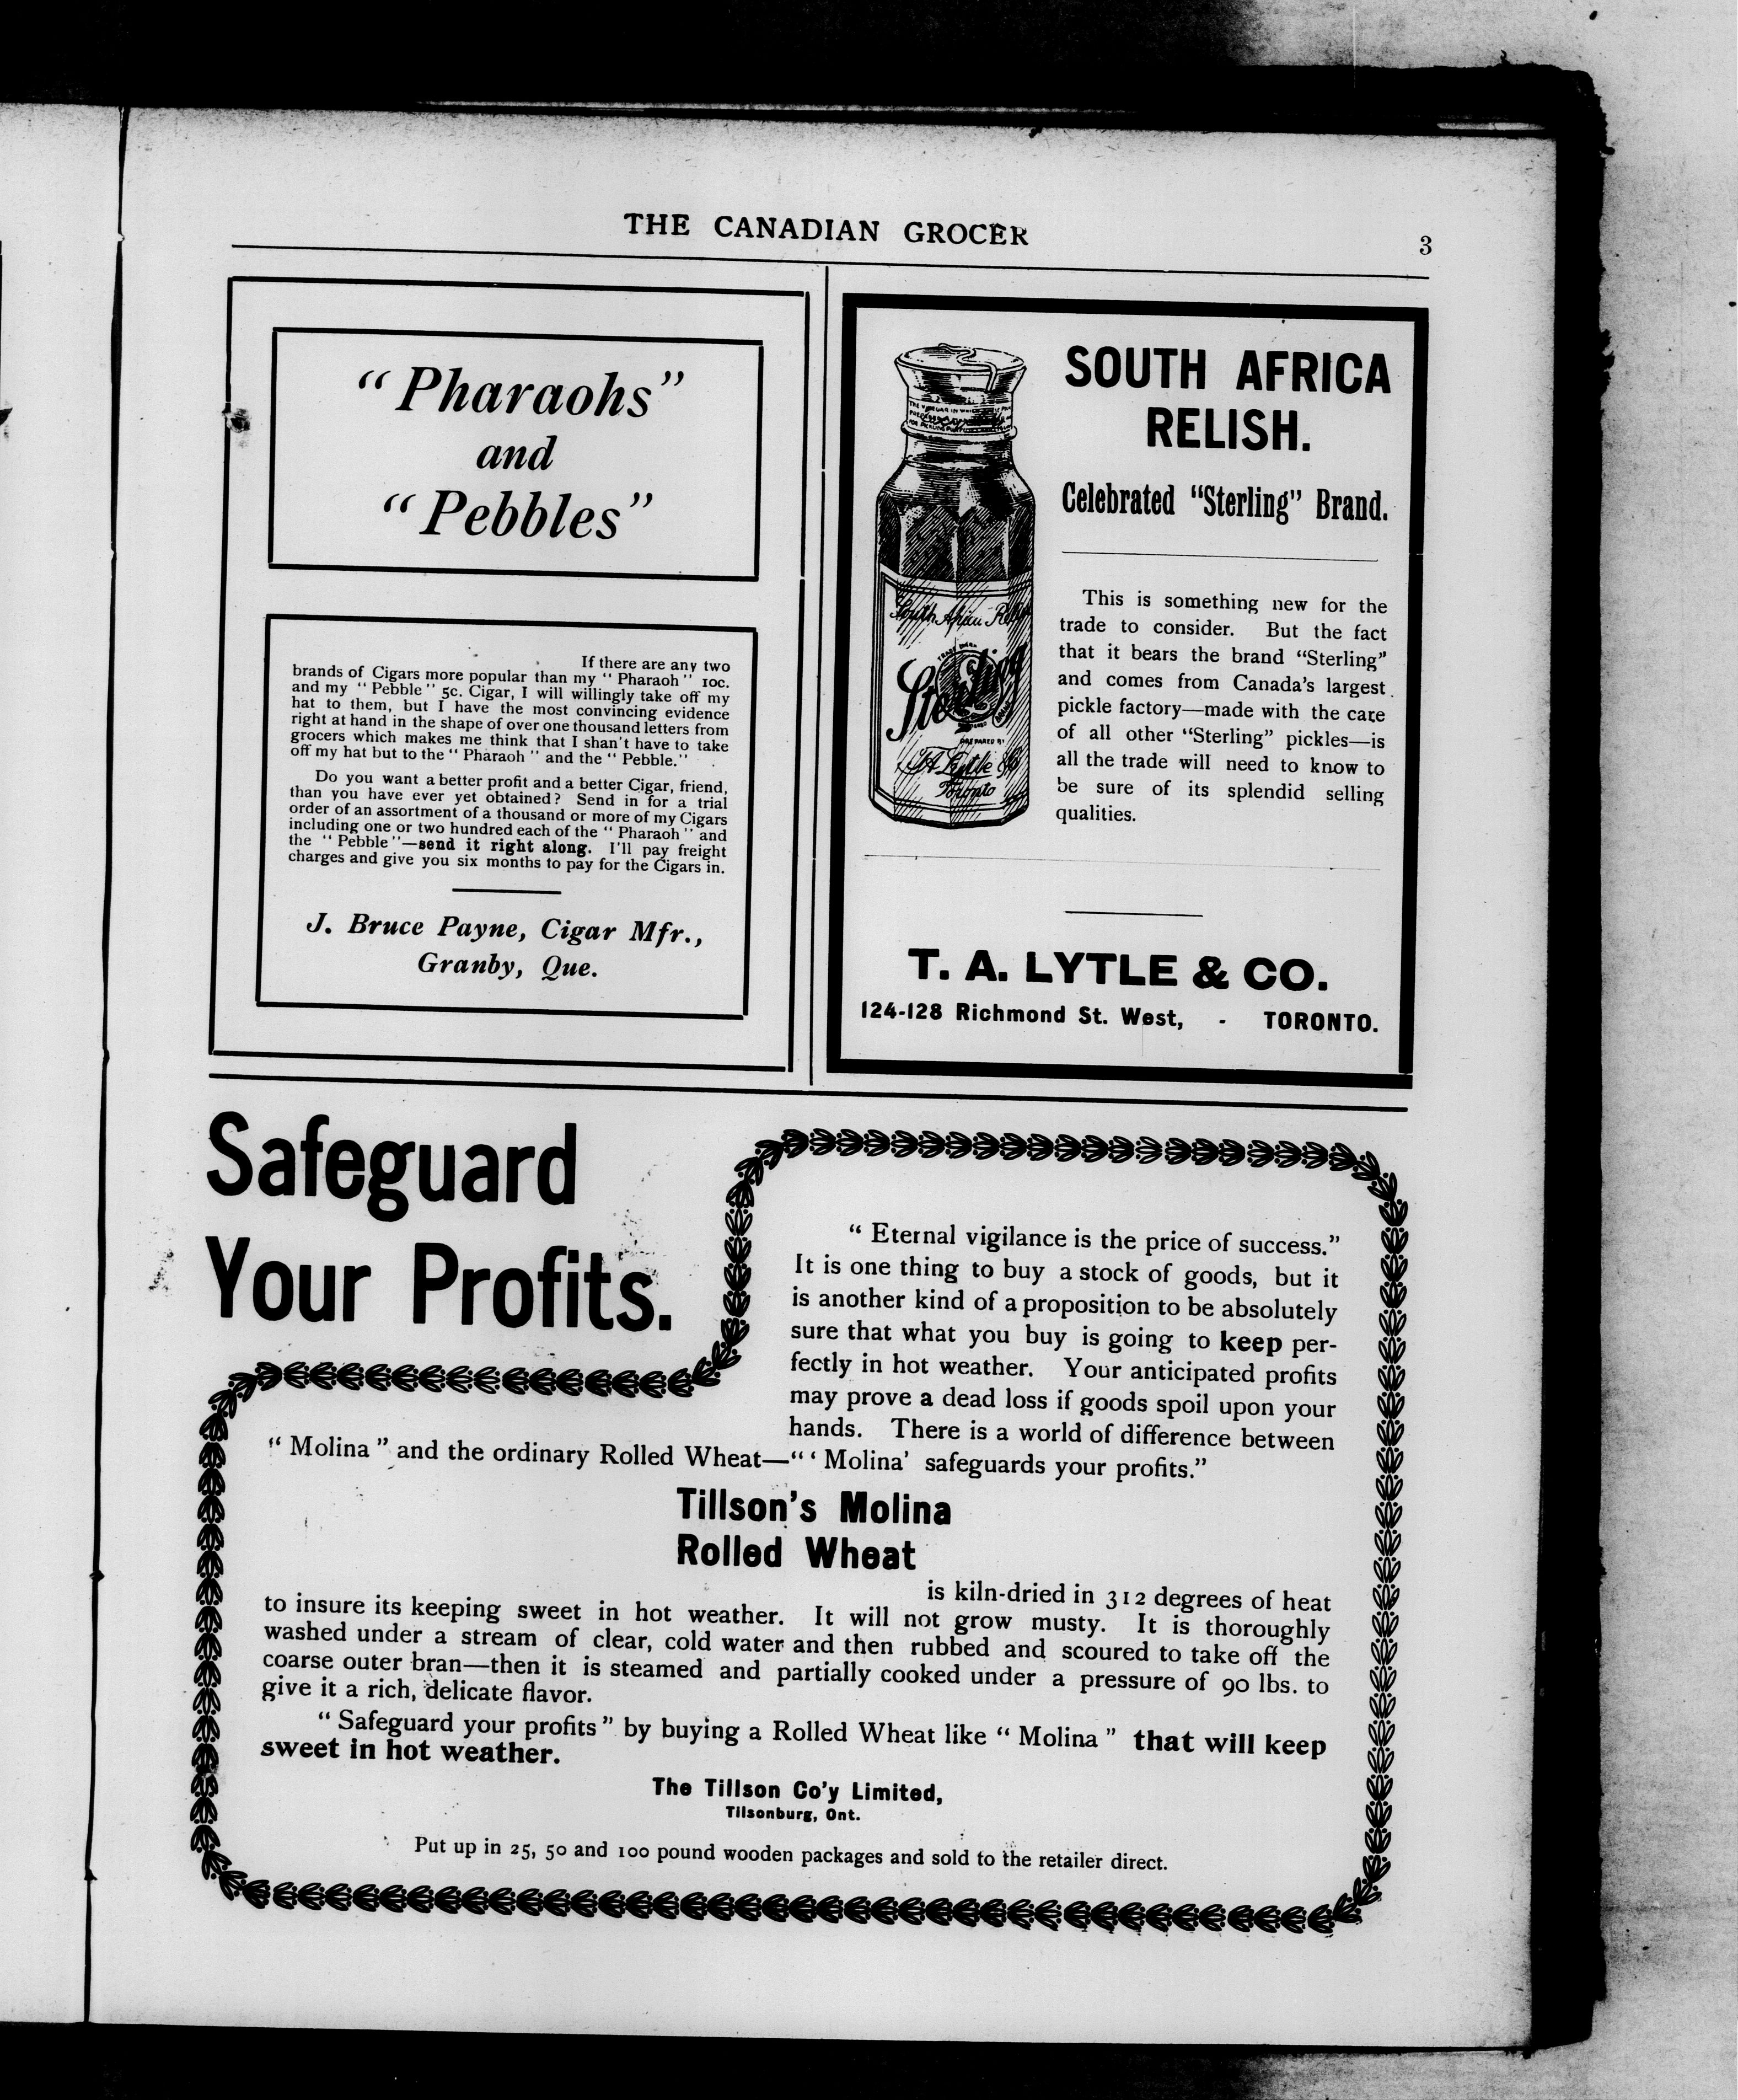 THE CANADIAN GROCER
3
“Pharaohs”
and
“Pebbles”
If there are any two
brands of Cigars more popular than my “ Pharaoh ” 10c.
and my “ Pebble ” 5c. Cigar, I will willingly take off my
hat to them, but I have the most convincing evidence
right at hand in the shape of over one thousand letters from
grocers which makes me think that I shan't have to take
off my hat but to the “ Pharaoh ” and the “ Pebble.”
Do you want a better profit and a better Cigar, friend,
than you have ever yet obtained? Send in for a trial
order of an assortment of a thousand or more of my Cigars
including one or two hundred each of the “ Pharaoh ” and
the “ Pebble ”—send it right along. I'll pay freight
charges and give you six months to pay for the Cigars in.
J. Bruce Payne, Cigar Mfr.,
Granby, Que.
SOUTH AFRICA
RELISH.
Celebrated “Sterling” Brand.
This is something new for the
trade to consider. But the fact
that it bears the brand “Sterling”
and comes from Canada's largest
pickle factory—made with the care
of all other “Sterling” pickles—is
all the trade will need to know to
be sure of its splendid selling
qualities.
Sterling
PREPARED BY
T.A. Lytle & Co
Toronto
T. A. LYTLE & CO.
124-128 Richmond St. West, - TORONTO.
Safeguard
Your Profits.
“ Eternal vigilance is the price of success.”
It is one thing to buy a stock of goods, but it
is another kind of a proposition to be absolutely
sure that what you buy is going to keep per-
fectly in hot weather. Your anticipated profits
may prove a dead loss if goods spoil upon your
hands. There is a world of difference between
“ Molina ” and the ordinary Rolled Wheat—“ ‘ Molina’ safeguards your profits.”
Tillson's Molina
Rolled Wheat
is kiln-dried in 312 degrees of heat
to insure its keeping sweet in hot weather. It will not grow musty. It is thoroughly
washed under a stream of clear, cold water and then rubbed and scoured to take off the
coarse outer bran—then it is steamed and partially cooked under a pressure of 90 lbs. to
give it a rich, delicate flavor.
“ Safeguard your profits ” by buying a Rolled Wheat like “ Molina ” that will keep
sweet in hot weather.
The Tillson Co'y Limited,
Tilsonburg, Ont.
Put up in 25, 50 and 100 pound wooden packages and sold to the retailer direct.